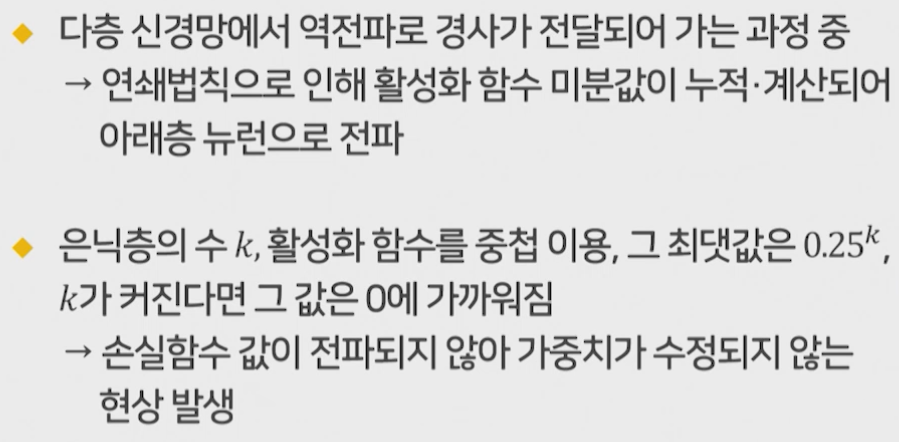 ◆ 다층 신경망에서 역전파로 경사가 전달되어 가는 과정 중
→ 연쇄법칙으로 인해 활성화 함수 미분값이 누적·계산되어
아래층 뉴런으로 전파
◆ 은닉층의 수 k, 활성화 함수를 중첩 이용, 그 최댓값은 0.25ᵏ,
k가 커진다면 그 값은 0에 가까워짐
→ 손실함수 값이 전파되지 않아 가중치가 수정되지 않는
현상 발생